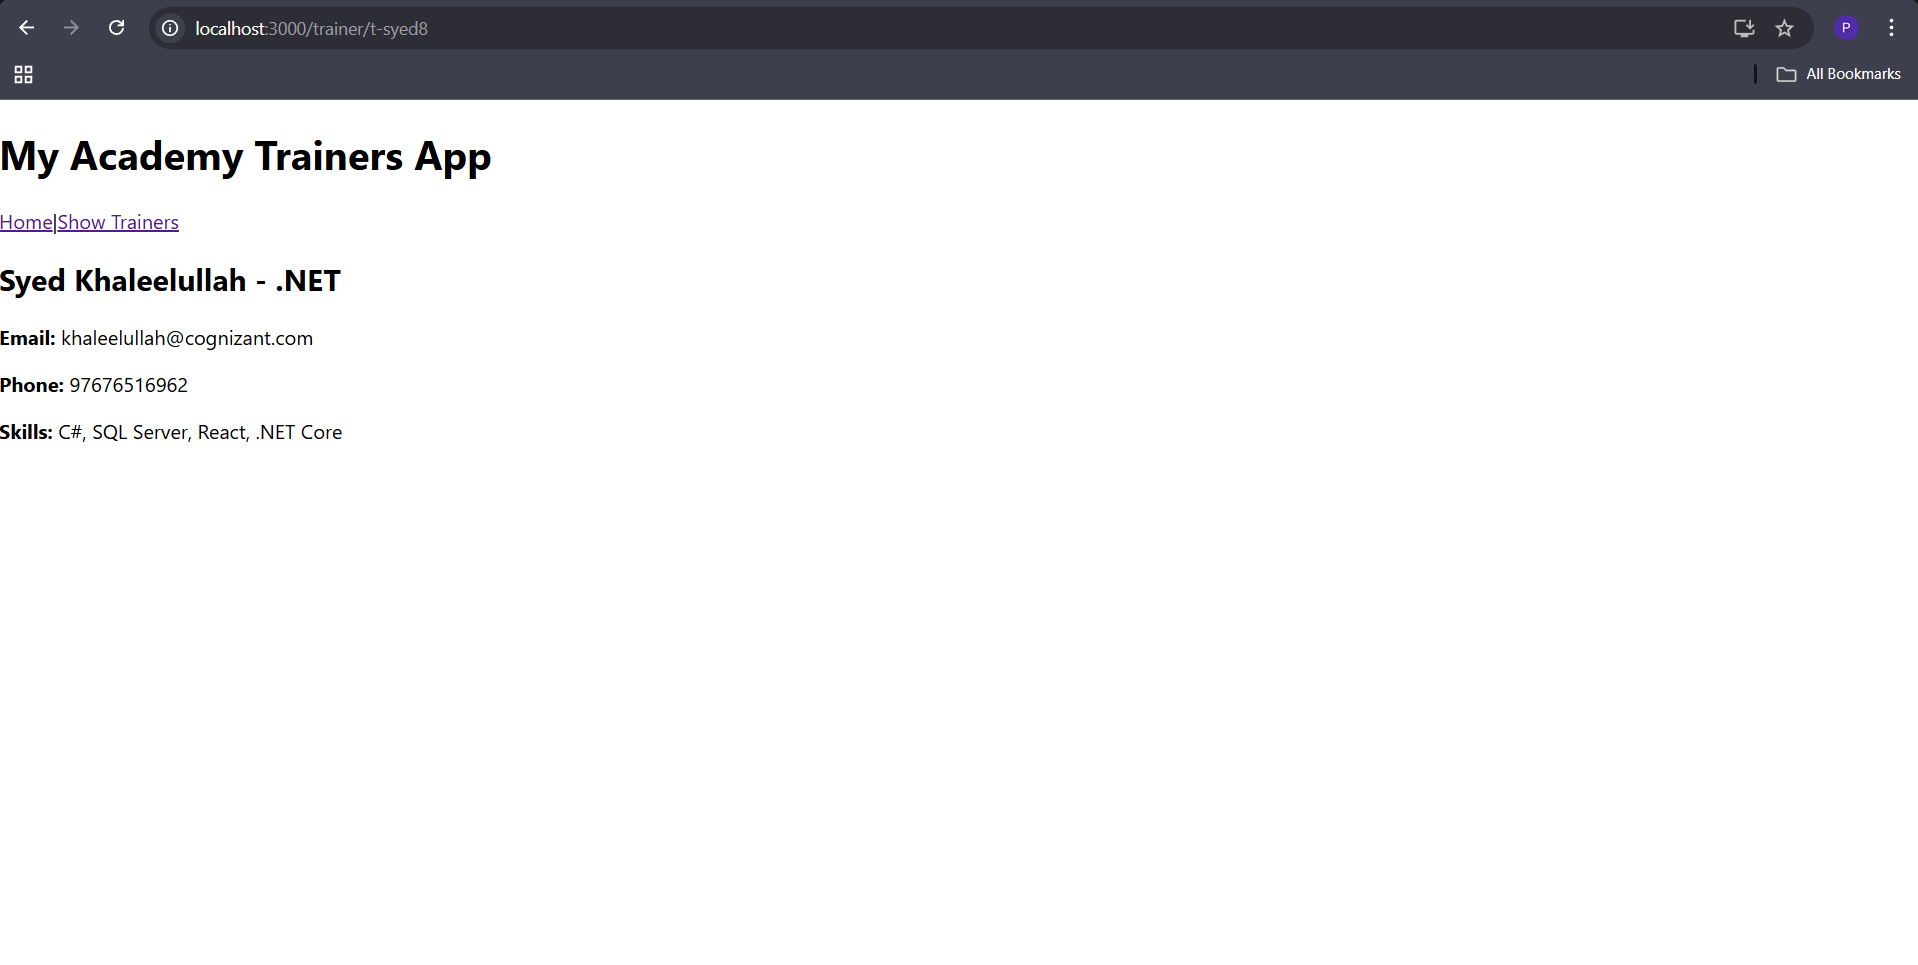 localhost:3000/trainer/t-syed8
P
All Bookmarks
My Academy Trainers App
Home|Show Trainers
Syed Khaleelullah - .NET
Email: khaleelullah@cognizant.com
Phone: 97676516962
Skills: C#, SQL Server, React, .NET Core